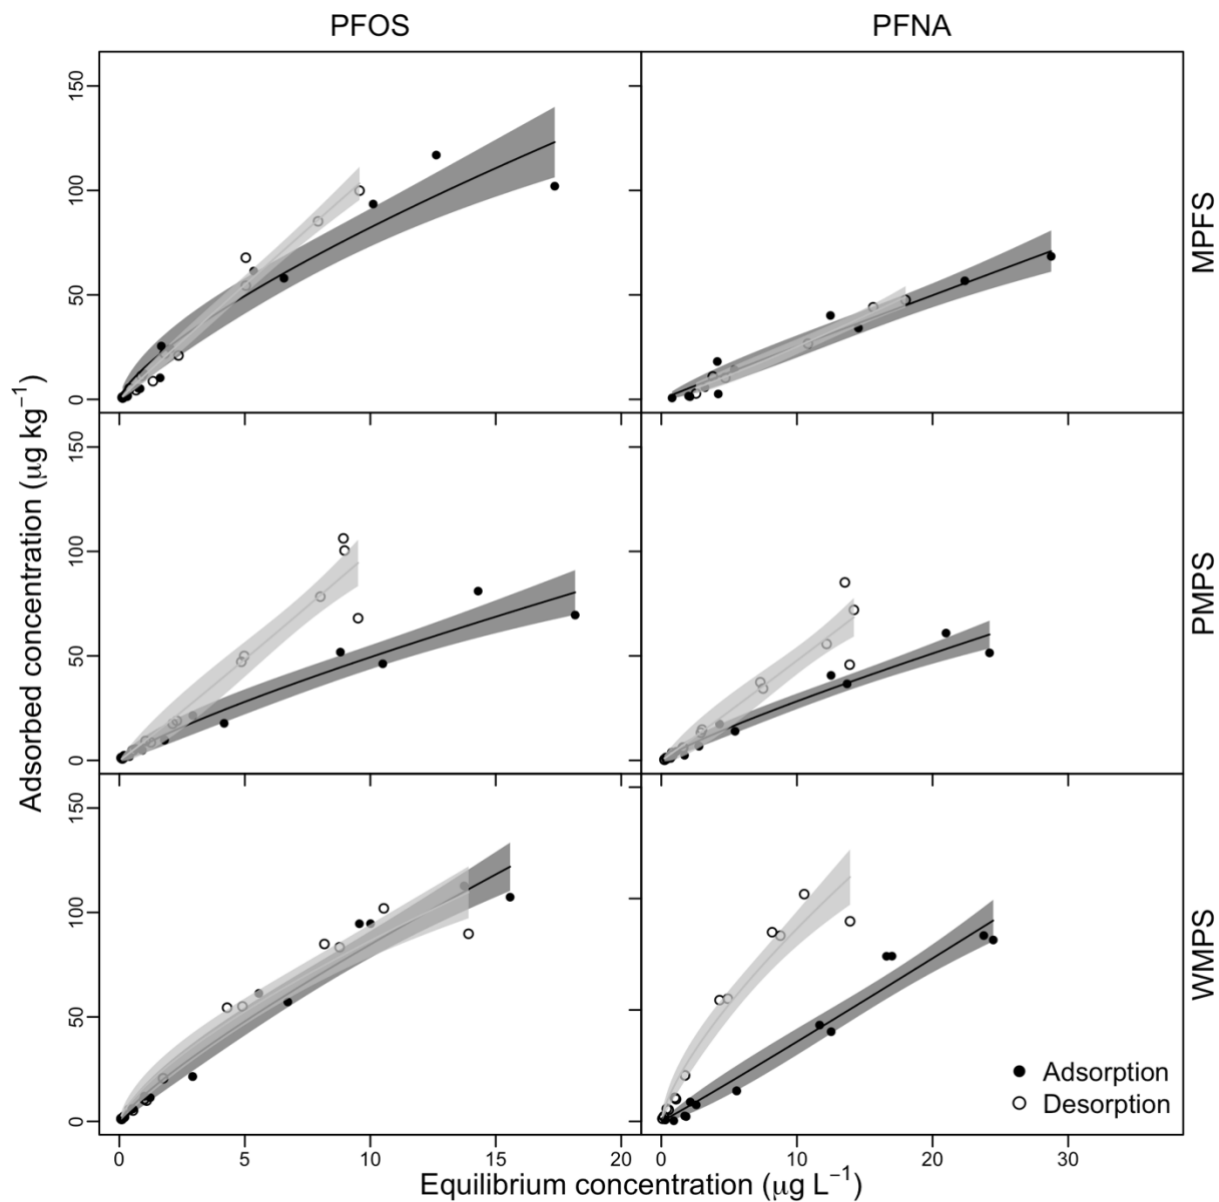 PFOS PFNA
150
100
50
0
MPFS
150
100
50
0
PMPS
150
100
50
0
WMPS
Adsorbed concentration (μg kg⁻¹)
Adsorption
Desorption
0 5 10 15 20 0 10 20 30
Equilibrium concentration (μg L⁻¹)